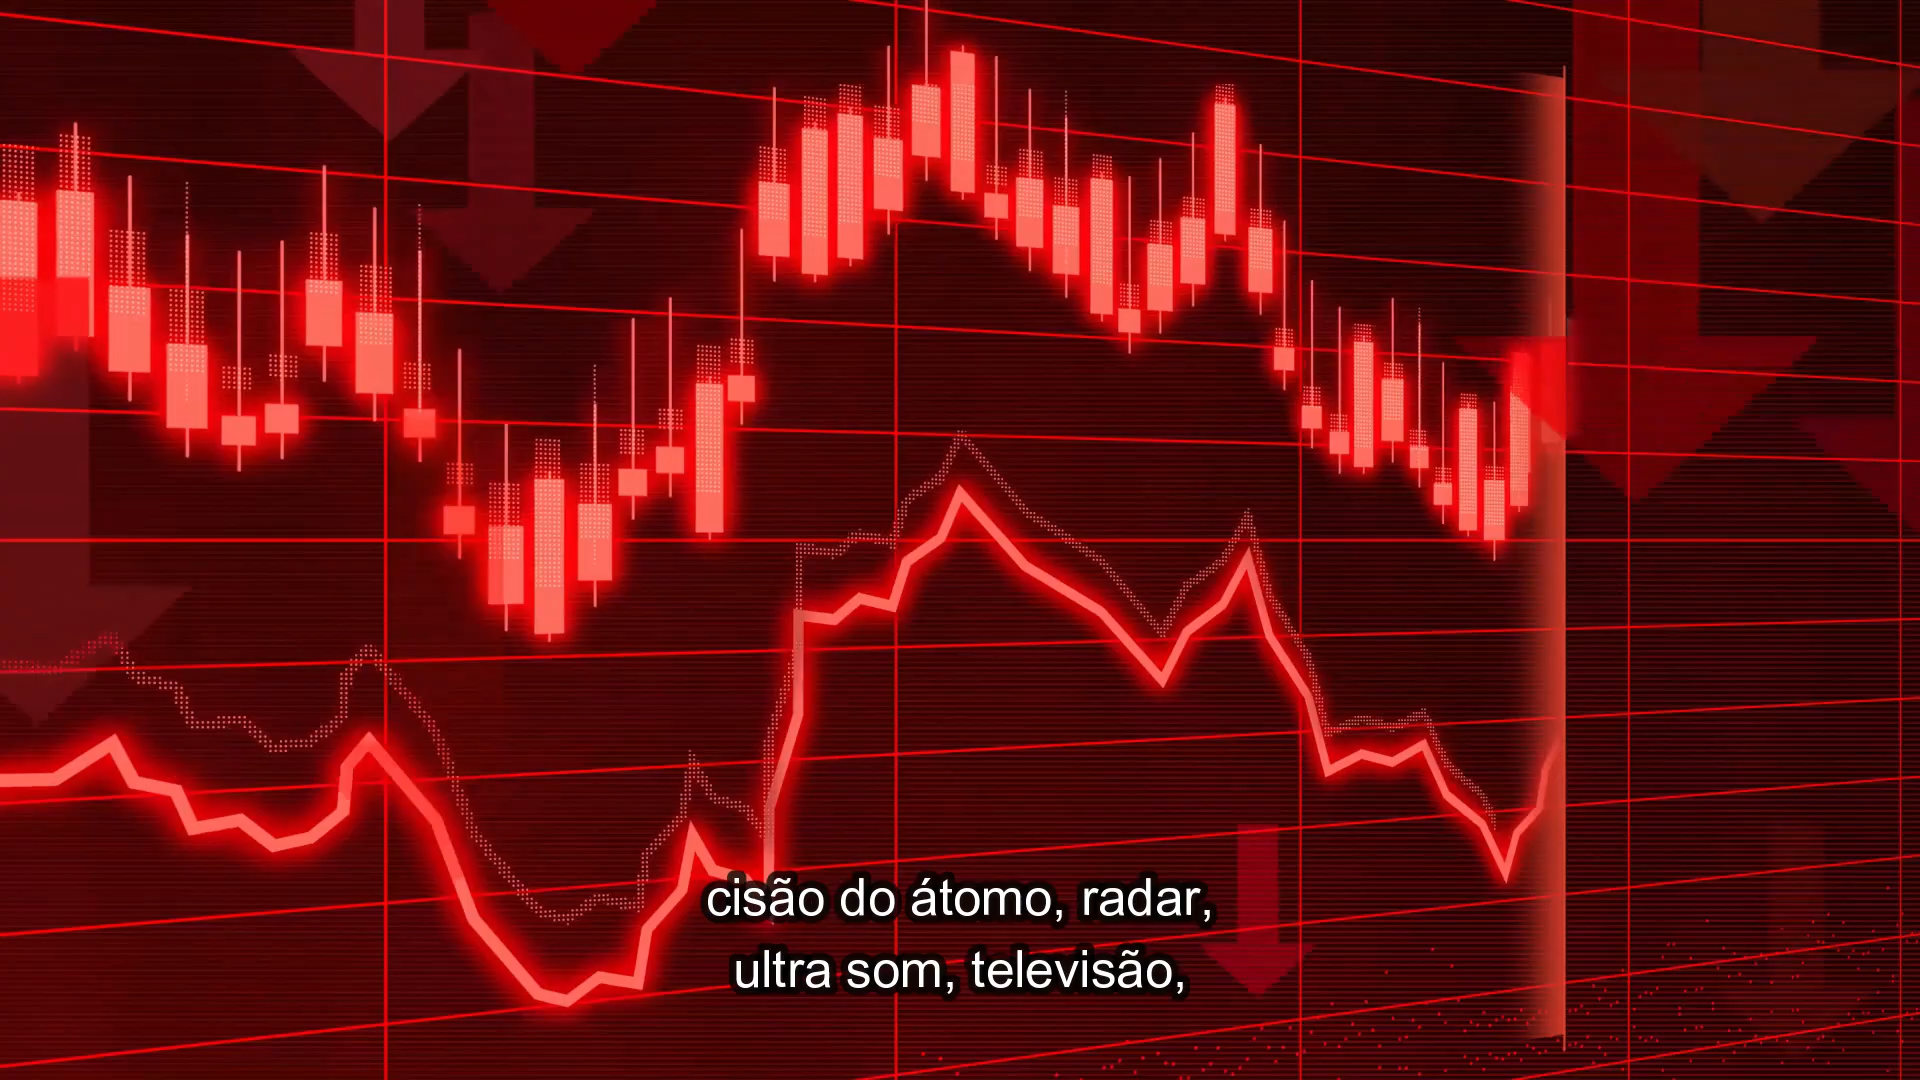 cisão do átomo, radar,
ultra som, televisão,